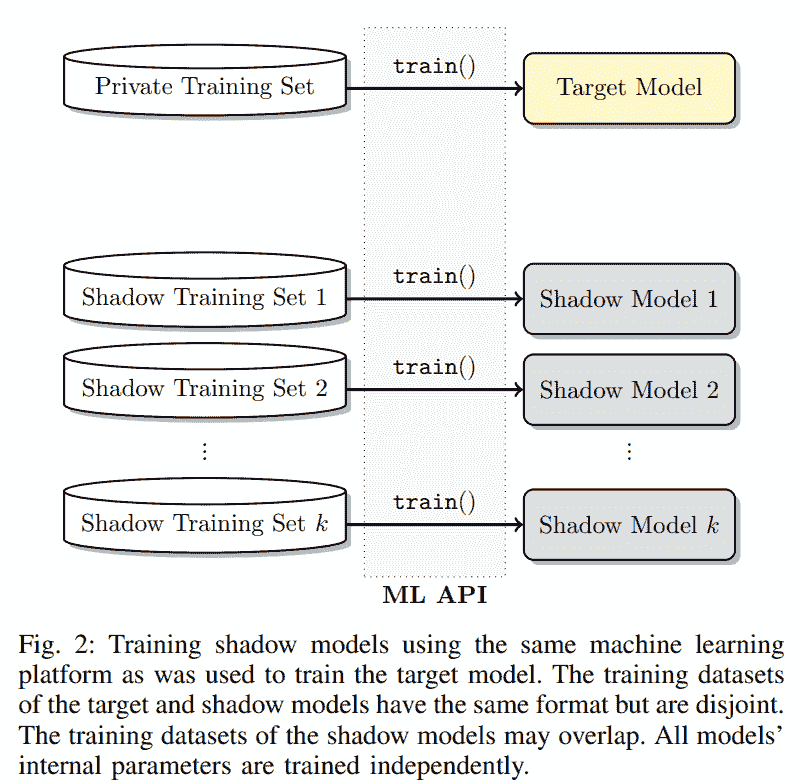 Private Training Set
train()
Target Model
Shadow Training Set 1
train()
Shadow Model 1
Shadow Training Set 2
train()
Shadow Model 2
⋮
⋮
Shadow Training Set k
train()
Shadow Model k
ML API
Fig. 2: Training shadow models using the same machine learning
platform as was used to train the target model. The training datasets
of the target and shadow models have the same format but are disjoint.
The training datasets of the shadow models may overlap. All models’
internal parameters are trained independently.